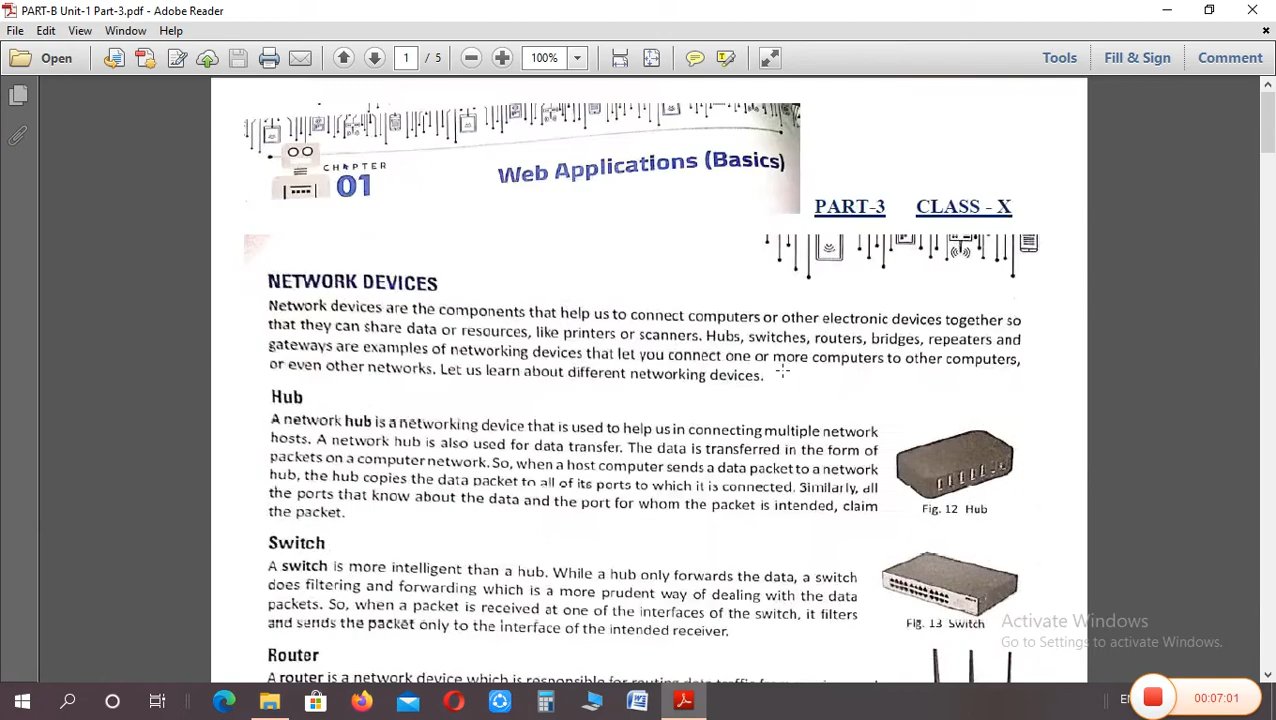 PART-B Unit-1 Part-3.pdf - Adobe Reader
File Edit View Window Help
Open 1 / 5 100% Tools Fill & Sign Comment
CHAPTER
01
Web Applications (Basics)
PART-3 CLASS - X
NETWORK DEVICES
Network devices are the components that help us to connect computers or other electronic devices together so
that they can share data or resources, like printers or scanners. Hubs, switches, routers, bridges, repeaters and
gateways are examples of networking devices that let you connect one or more computers to other computers,
or even other networks. Let us learn about different networking devices.
Hub
A network hub is a networking device that is used to help us in connecting multiple network
hosts. A network hub is also used for data transfer. The data is transferred in the form of
packets on a computer network. So, when a host computer sends a data packet to a network
hub, the hub copies the data packet to all of its ports to which it is connected. Similarly, all
the ports that know about the data and the port for whom the packet is intended, claim
the packet.
Fig. 12 Hub
Switch
A switch is more intelligent than a hub. While a hub only forwards the data, a switch
does filtering and forwarding which is a more prudent way of dealing with the data
packets. So, when a packet is received at one of the interfaces of the switch, it filters
and sends the packet only to the interface of the intended receiver.
Fig. 13 Switch
Activate Windows
Go to Settings to activate Windows.
Router
A router is a network device which is responsible for routing data traffic from
00:07:01